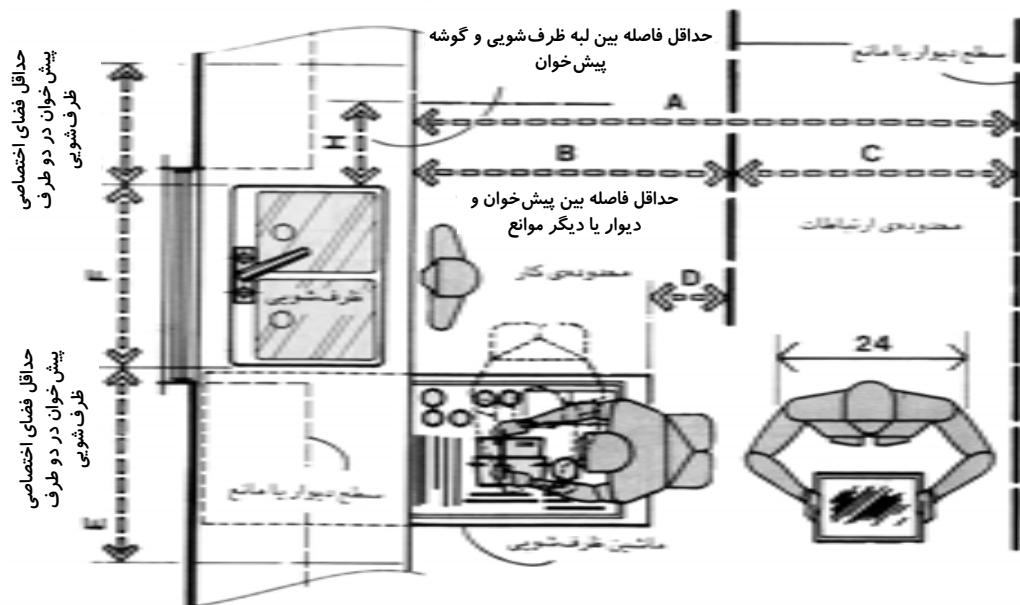 حداقل فاصله بین لبه ظرف‌شویی و گوشه
پیش‌خوان
سطح دیوار یا مانع
A
B
C
H
حداقل فضای اختصاصی
پیش‌خوان در دو طرف
ظرف‌شویی
حداقل فاصله بین پیش‌خوان و
دیوار یا دیگر موانع
محدوده‌ی ارتباطات
محدوده‌ی کار
D
F
ظرف‌شویی
24
حداقل فضای اختصاصی
پیش‌خوان در دو طرف
ظرف‌شویی
سطح دیوار یا مانع
E
ماشین ظرف‌شویی